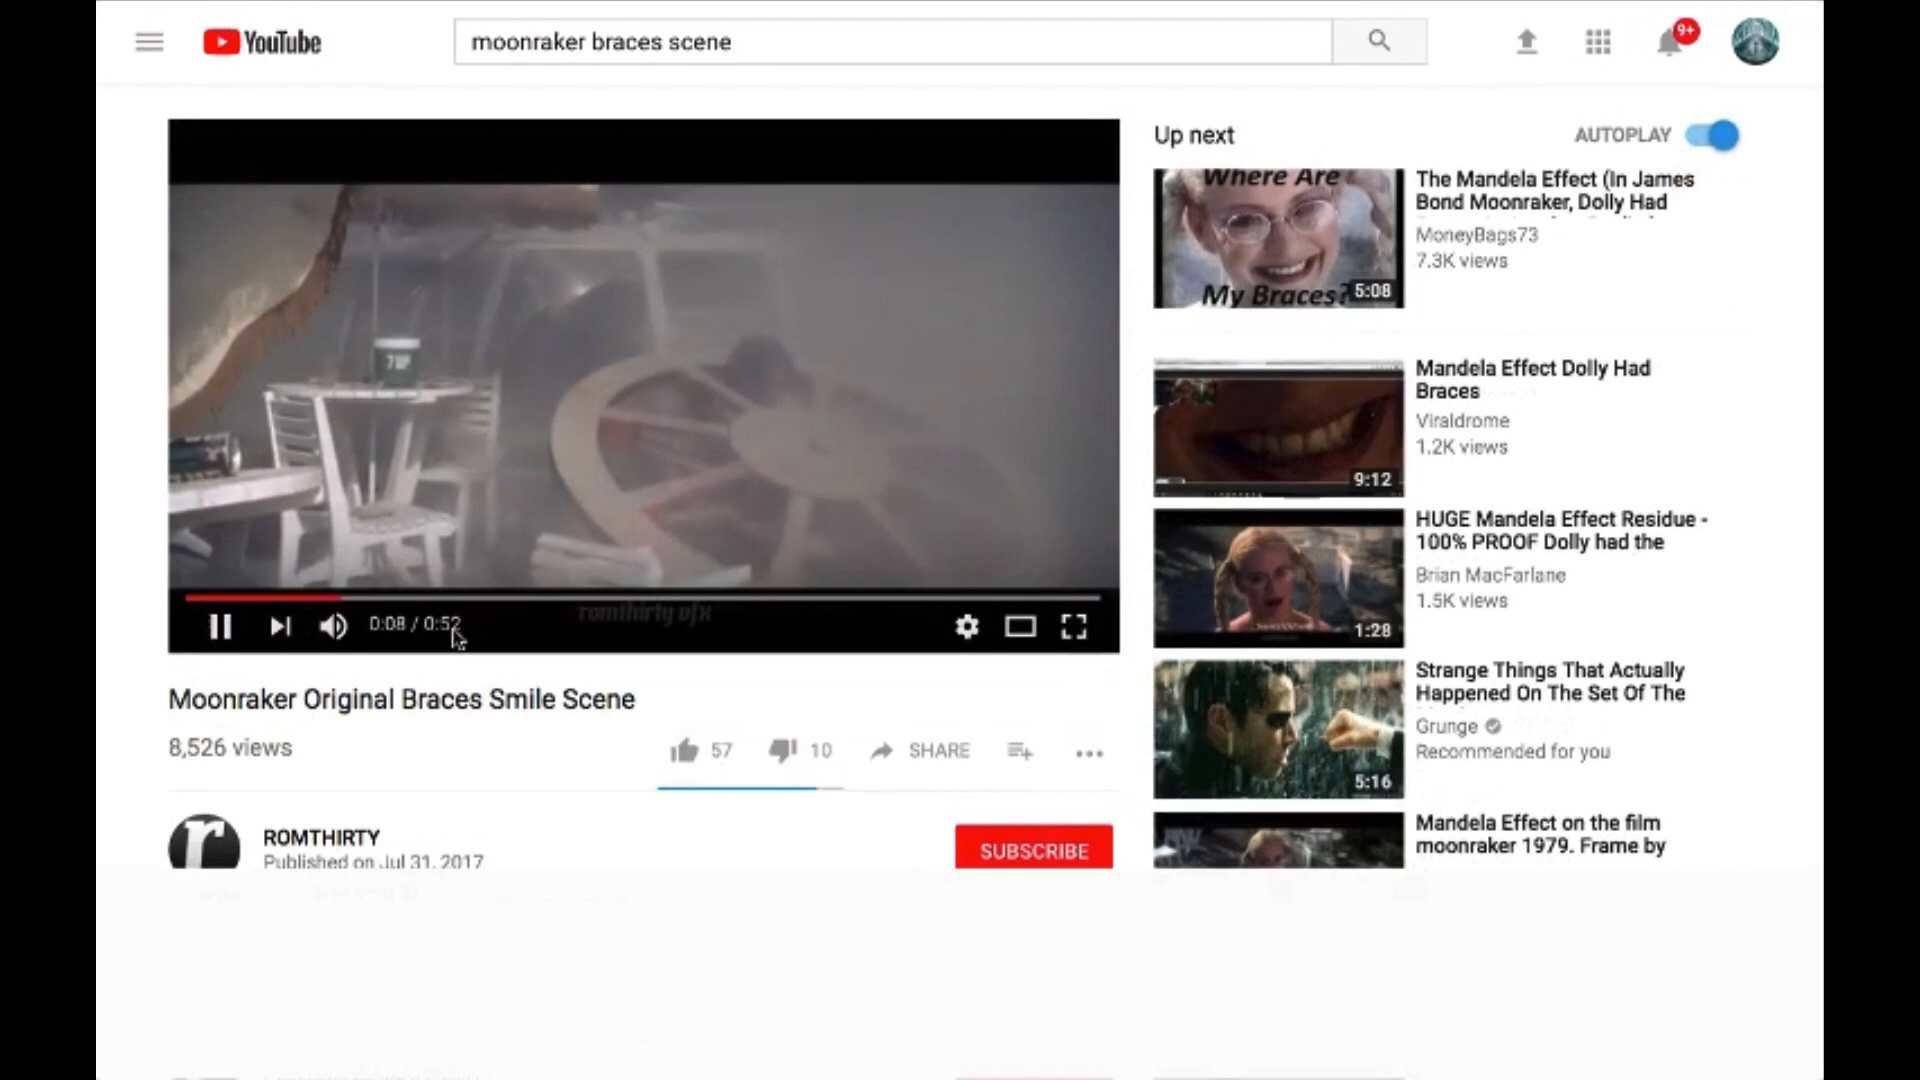 YouTube
moonraker braces scene
9+
Up next
AUTOPLAY
Where Are
My Braces?
5:08
The Mandela Effect (In James
Bond Moonraker, Dolly Had
MoneyBags73
7.3K views
7UP
9:12
Mandela Effect Dolly Had
Braces
Viraldrome
1.2K views
1:28
HUGE Mandela Effect Residue -
100% PROOF Dolly had the
Brian MacFarlane
1.5K views
romthirty vfx
0:08 / 0:52
Moonraker Original Braces Smile Scene
8,526 views
57
10
SHARE
5:16
Strange Things That Actually
Happened On The Set Of The
Grunge
Recommended for you
r
ROMTHIRTY
Published on Jul 31, 2017
SUBSCRIBE
Mandela Effect on the film
moonraker 1979. Frame by